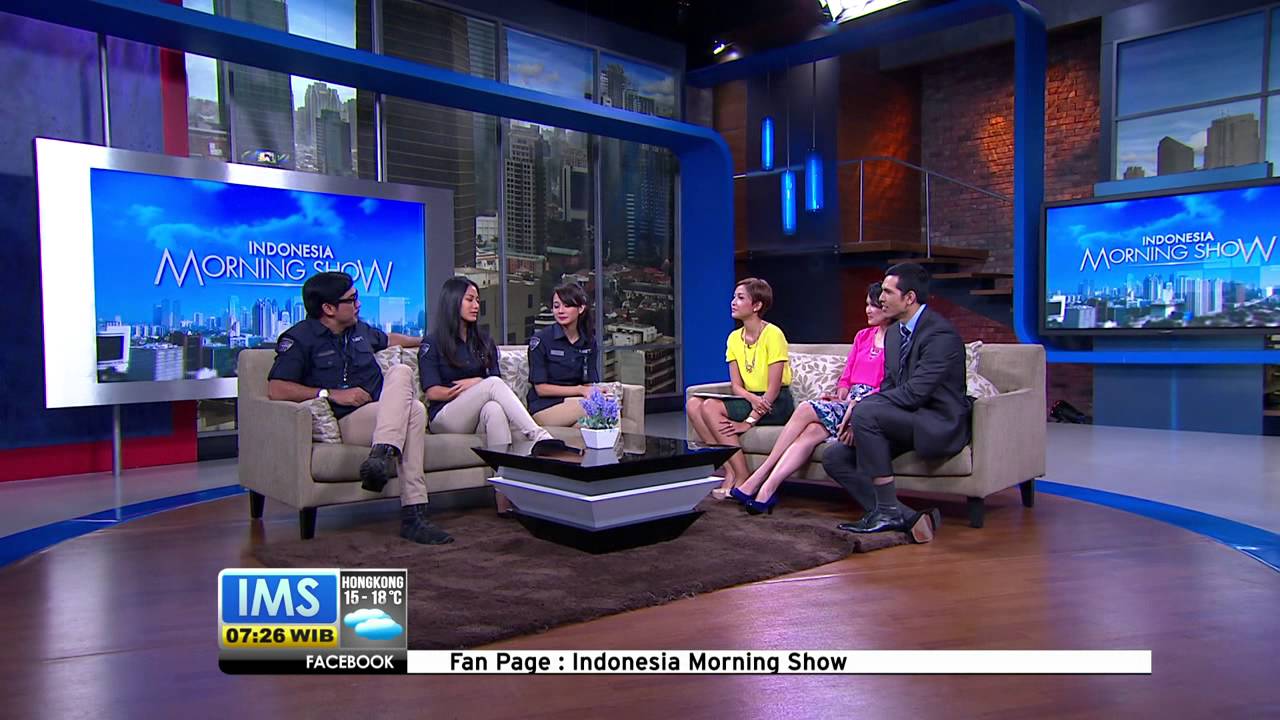 INDONESIA
MORNING SHOW
INDONESIA
MORNING SHOW
IMS
07:26 WIB
HONGKONG
15 - 18 °C
FACEBOOK
Fan Page : Indonesia Morning Show